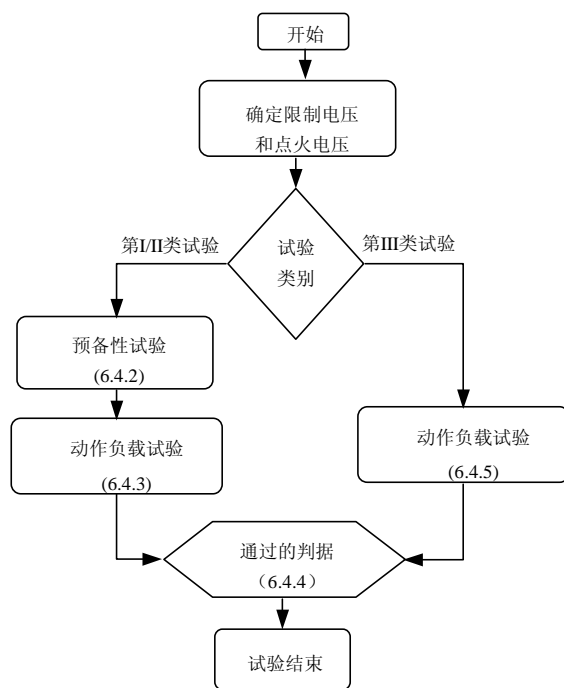 开始
确定限制电压
和点火电压
第I/II类试验
试验
类别
第III类试验
预备性试验
(6.4.2)
动作负载试验
(6.4.3)
动作负载试验
(6.4.5)
通过的判据
（6.4.4）
试验结束